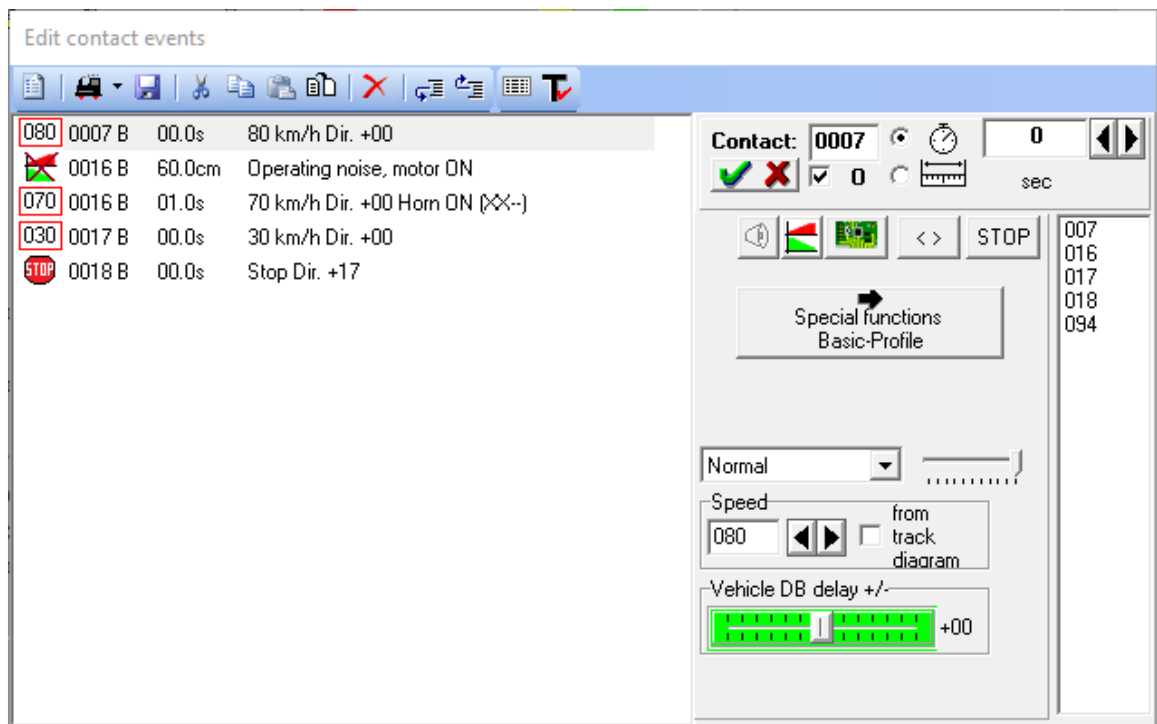 Edit contact events
080 0007 B 00.0s 80 km/h Dir. +00
0016 B 60.0cm Operating noise, motor ON
070 0016 B 01.0s 70 km/h Dir. +00 Horn ON (XX--)
030 0017 B 00.0s 30 km/h Dir. +00
STOP 0018 B 00.0s Stop Dir. +17
Contact: 0007 0
0 sec
< > STOP
Special functions
Basic-Profile
007
016
017
018
094
Normal
Speed
080
from
track
diagram
Vehicle DB delay +/-
+00